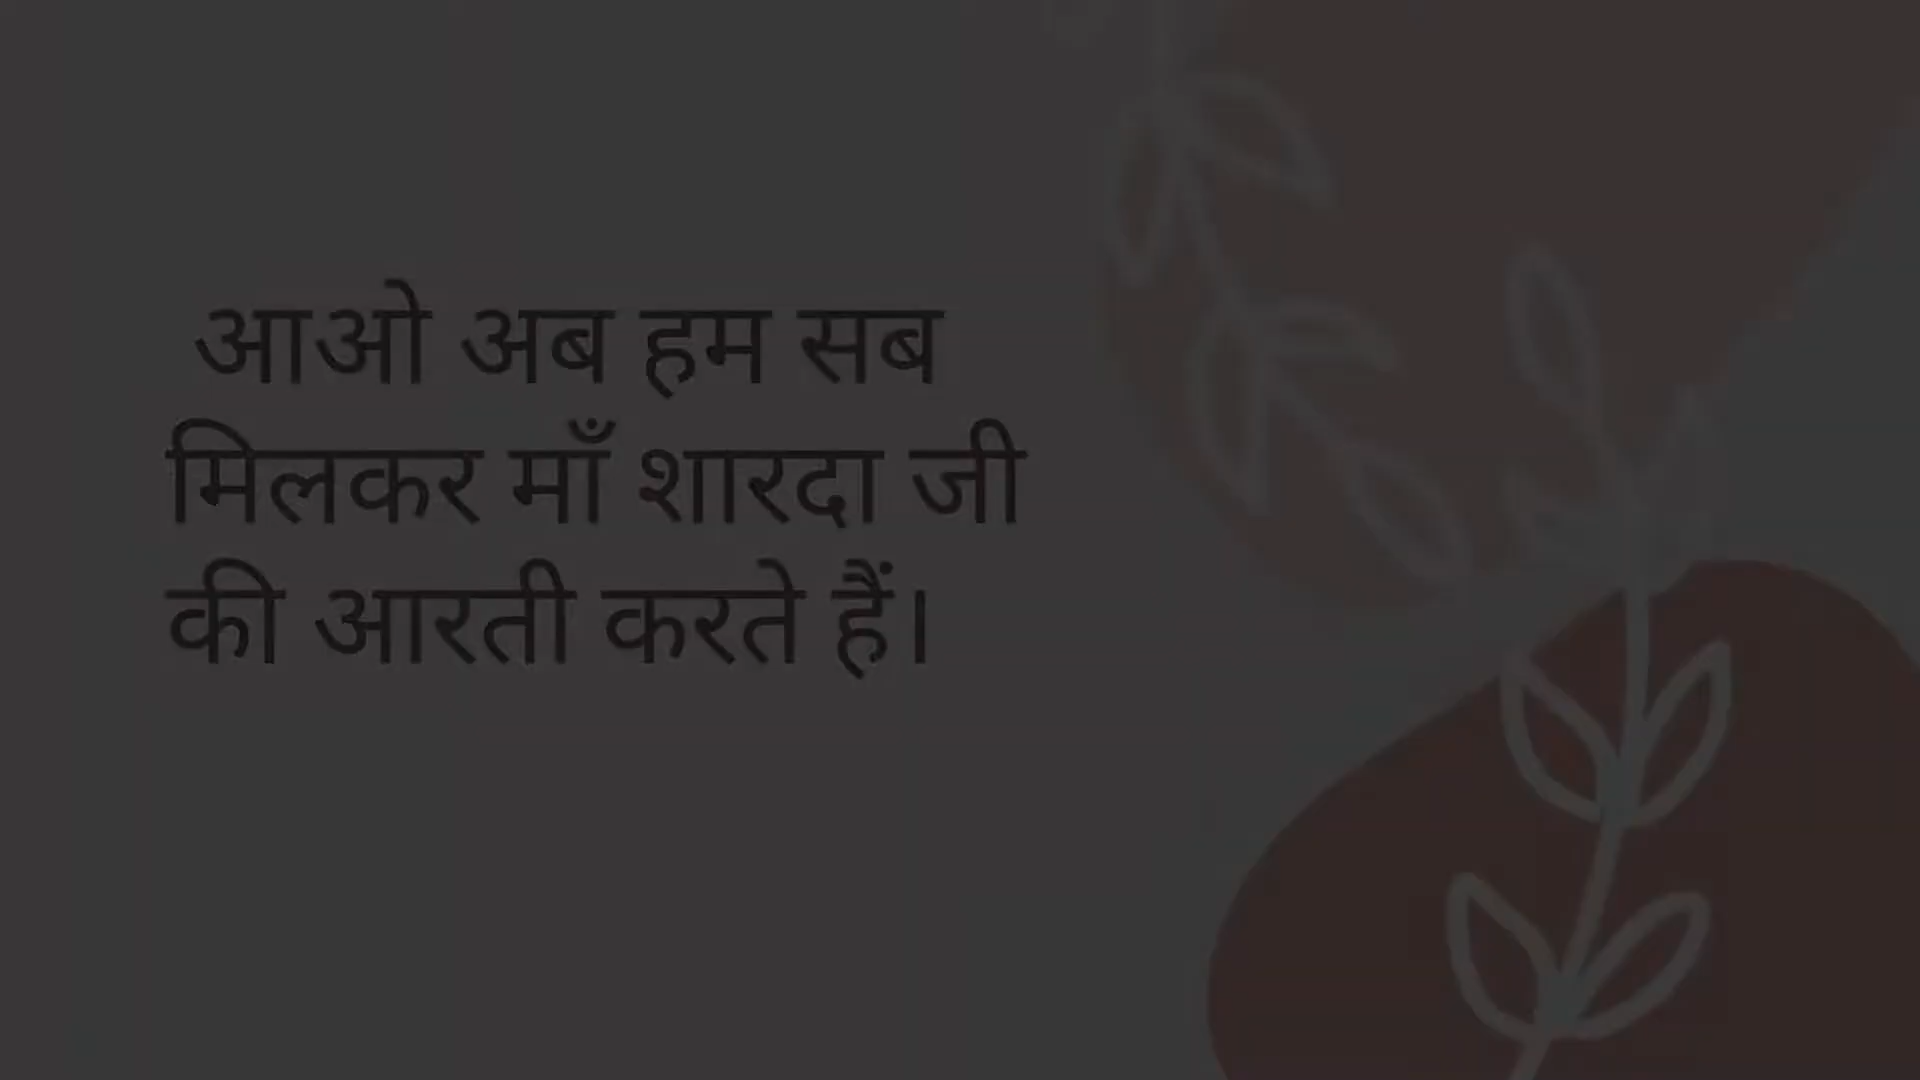 आओ अब हम सब
मिलकर माँ शारदा जी
की आरती करते हैं।